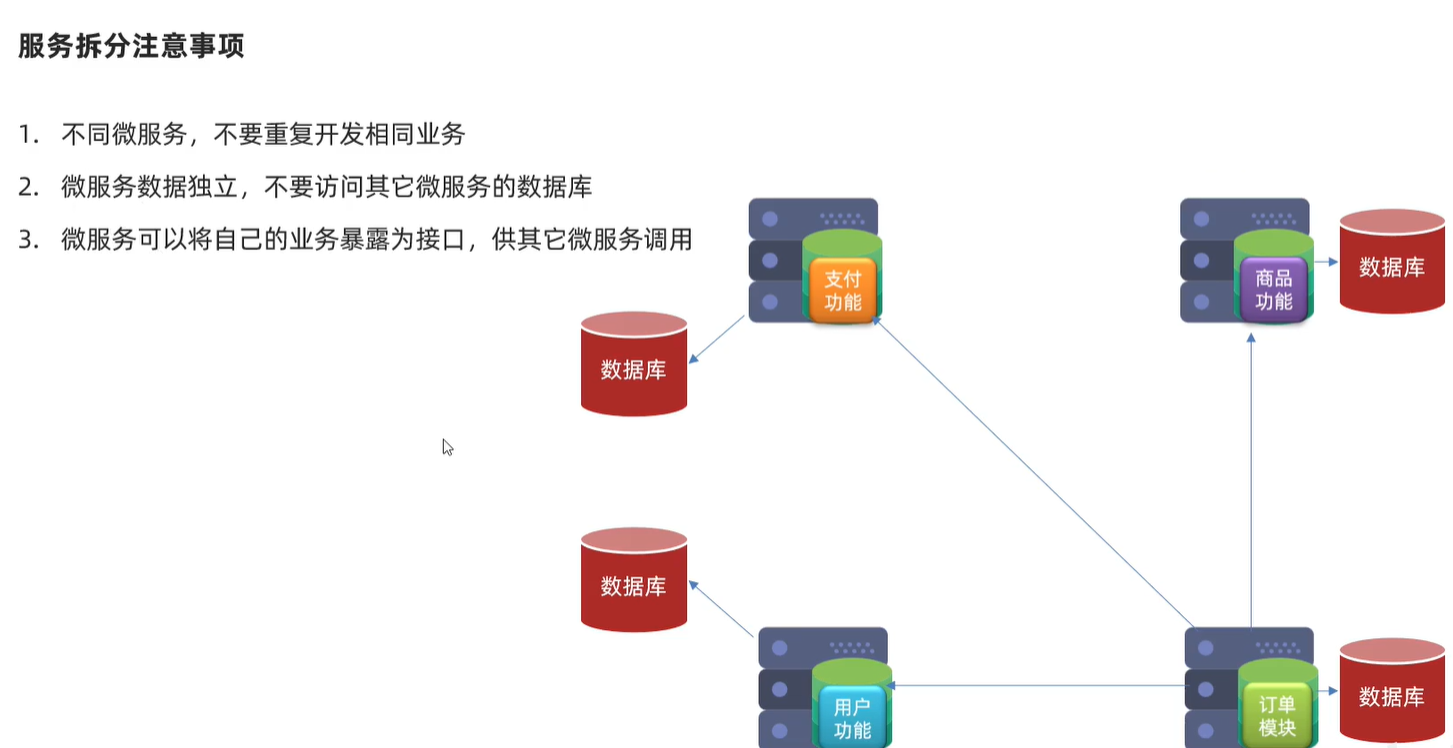 服务拆分注意事项
1. 不同微服务，不要重复开发相同业务
2. 微服务数据独立，不要访问其它微服务的数据库
3. 微服务可以将自己的业务暴露为接口，供其它微服务调用
支付
功能
商品
功能
数据库
数据库
数据库
用户
功能
订单
模块
数据库